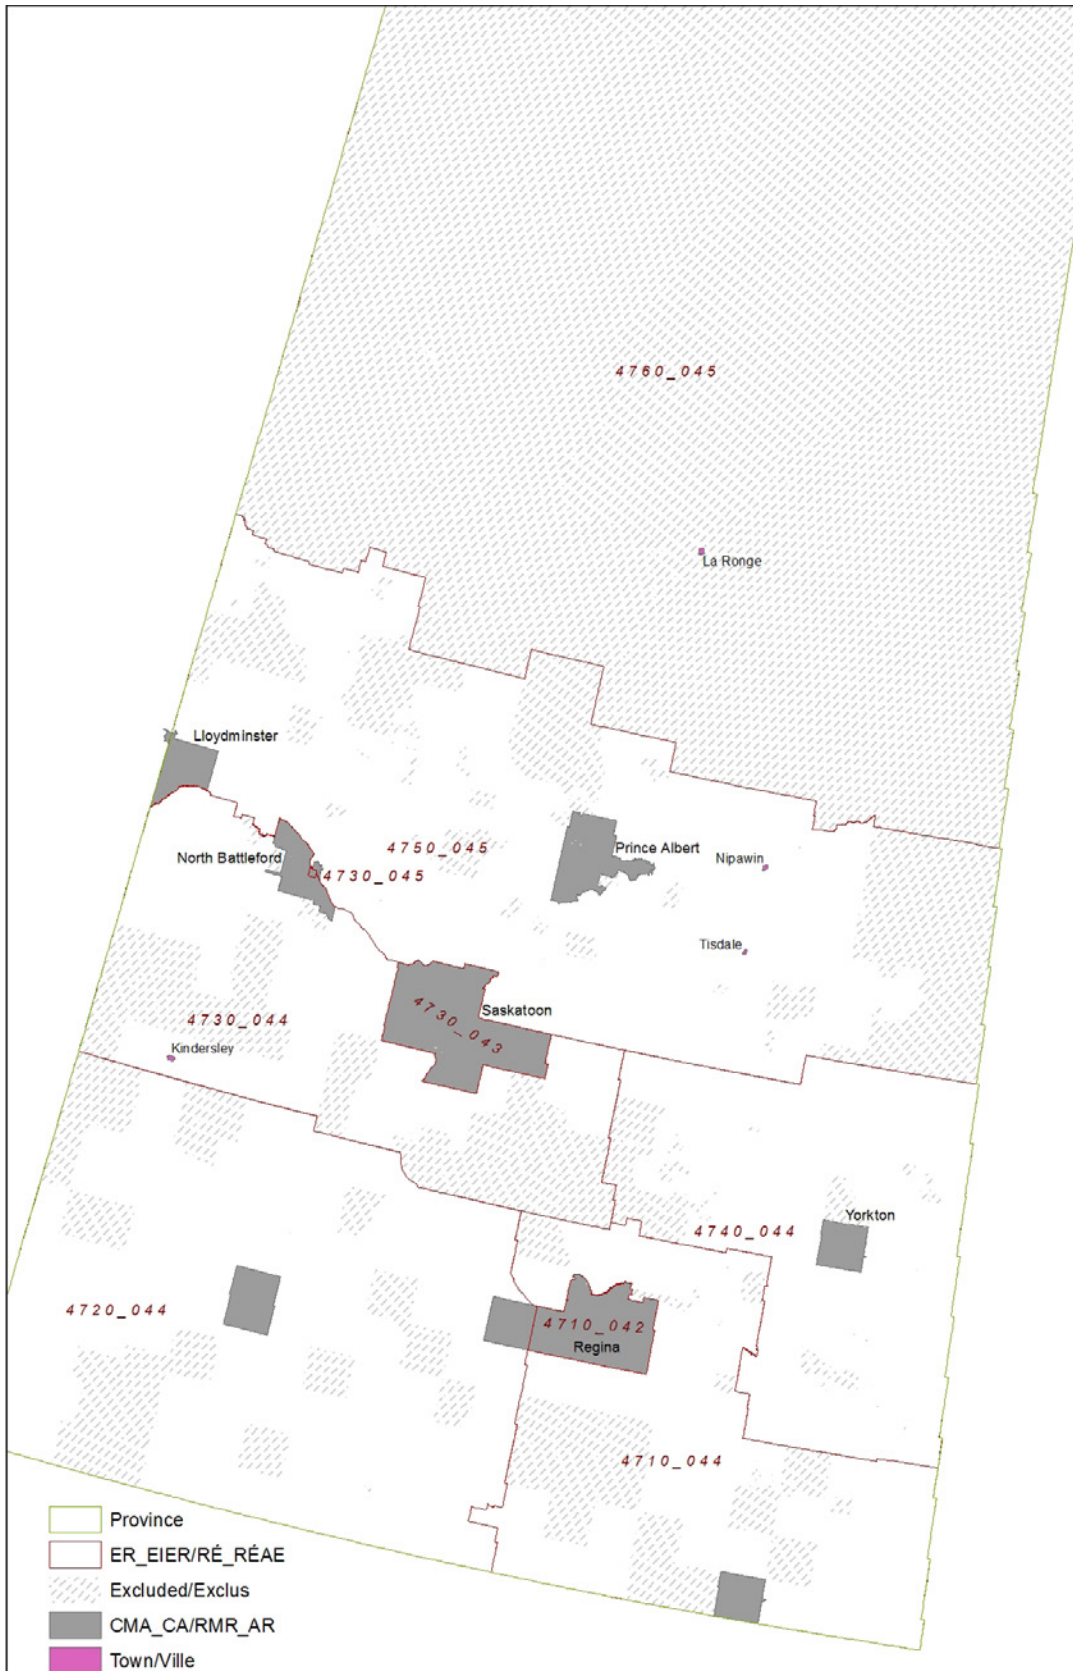 4760_045
La Ronge
Lloydminster
4750_045
Prince Albert
North Battleford
Nipawin
4730_045
Tisdale
Saskatoon
4730_043
4730_044
Kindersley
Yorkton
4740_044
4720_044
4710_042
Regina
4710_044
Province
ER_EIER/RÉ_RÉAE
Excluded/Exclus
CMA_CA/RMR_AR
Town/Ville